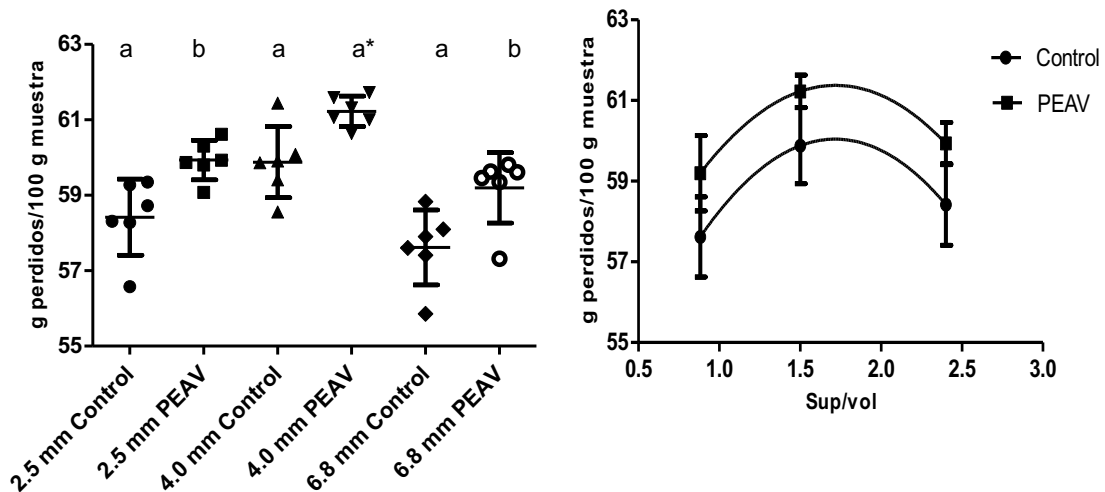 63
61
59
57
55
g perdidos/100 g muestra
a b a a* a b
2.5 mm Control
2.5 mm PEAV
4.0 mm Control
4.0 mm PEAV
6.8 mm Control
6.8 mm PEAV
63
61
59
57
55
g perdidos/100 g muestra
0.5 1.0 1.5 2.0 2.5 3.0
Sup/vol
Control
PEAV